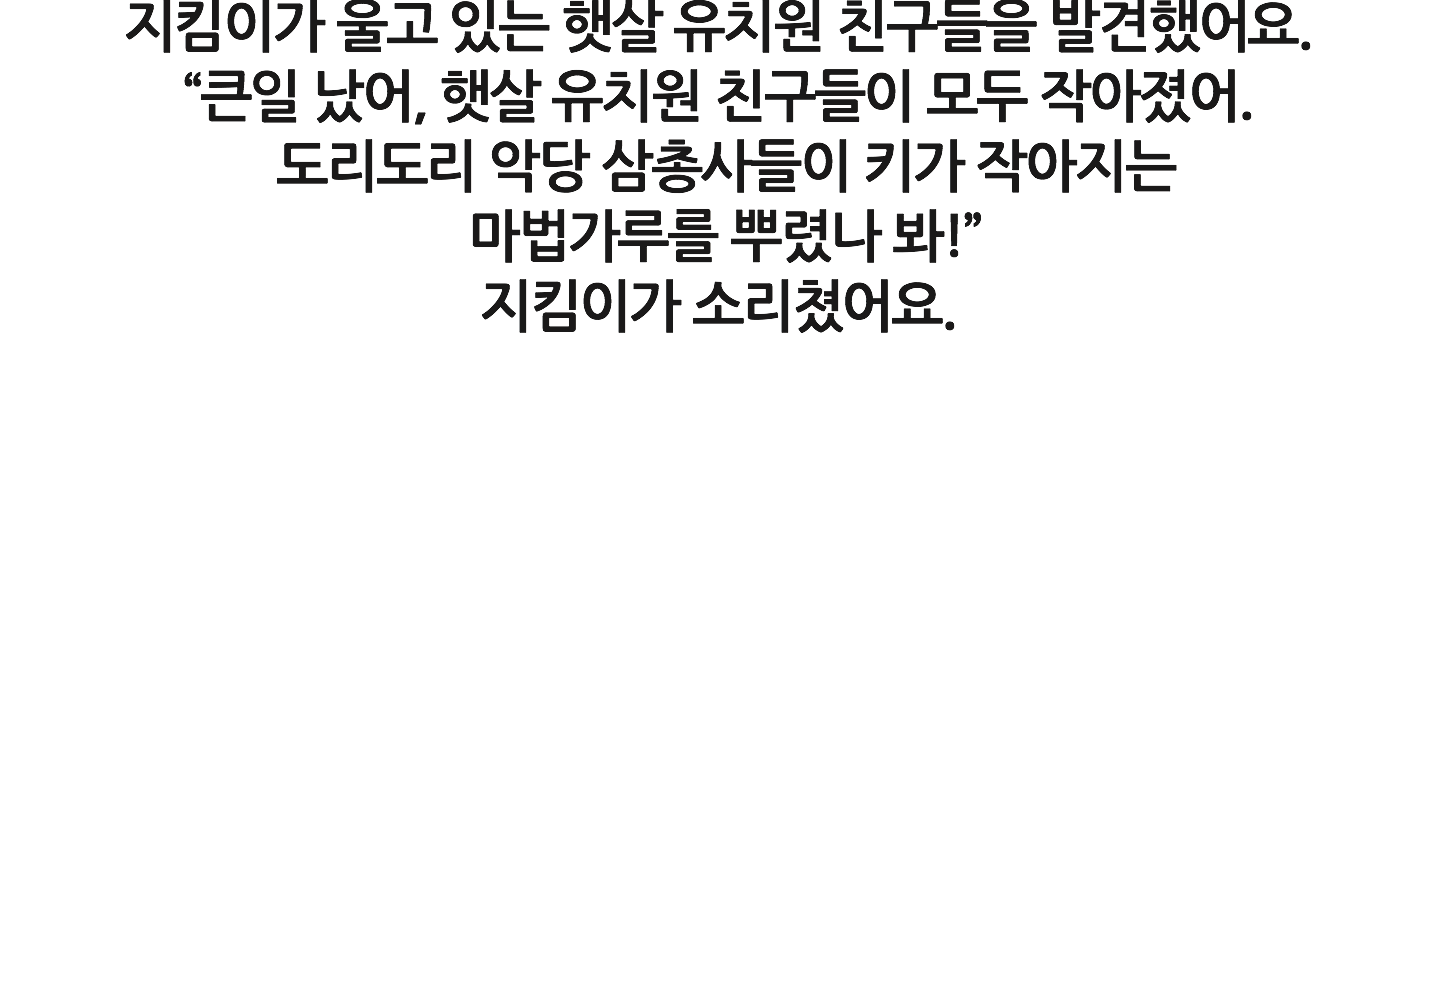 지킴이가 울고 있는 햇살 유치원 친구들을 발견했어요.
“큰일 났어, 햇살 유치원 친구들이 모두 작아졌어.
도리도리 악당 삼총사들이 키가 작아지는
마법가루를 뿌렸나 봐!”
지킴이가 소리쳤어요.